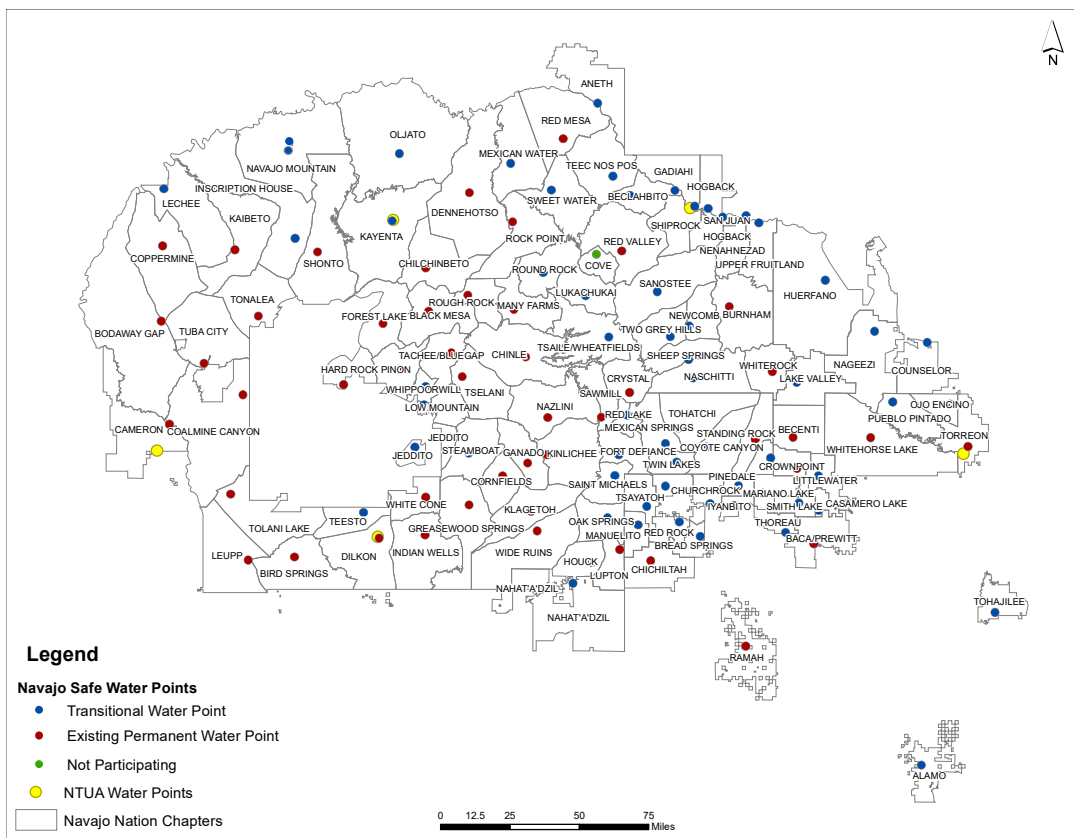 N
ANETH
RED MESA
OLJATO
MEXICAN WATER
TEEC NOS POS
NAVAJO MOUNTAIN
GADIAHI
INSCRIPTION HOUSE
HOGBACK
LECHEE
SWEET WATER
BECLAHBITO
KAIBETO
DENNEHOTSO
SAN JUAN
SHIPROCK
KAYENTA
ROCK POINT
HOGBACK
RED VALLEY
NENAHNEZAD
COPPERMINE
SHONTO
CHILCHINBETO
COVE
UPPER FRUITLAND
ROUND ROCK
SANOSTEE
HUERFANO
LUKACHUKAI
TONALEA
ROUGH ROCK
MANY FARMS
FOREST LAKE
BLACK MESA
NEWCOMB
BURNHAM
BODAWAY GAP
TUBA CITY
TWO GREY HILLS
TSAILE/WHEATFIELDS
TACHEE/BLUEGAP
CHINLE
SHEEP SPRINGS
WHITEROCK
NAGEEZI
HARD ROCK
PINON
COUNSELOR
CRYSTAL
NASCHITTI
LAKE VALLEY
WHIPPOORWILL
TSELANI
SAWMILL
OJO ENCINO
LOW MOUNTAIN
NAZLINI
RED LAKE
TOHATCHI
PUEBLO PINTADO
MEXICAN SPRINGS
CAMERON
COALMINE CANYON
STANDING ROCK
BECENTI
JEDDITO
TORREON
STEAMBOAT
GANADO
KINLICHEE
FORT DEFIANCE
COYOTE CANYON
WHITEHORSE LAKE
JEDDITO
TWIN LAKES
CROWNPOINT
CORNFIELDS
SAINT MICHAELS
PINEDALE
LITTLEWATER
CHURCHROCK
MARIANO LAKE
WHITE CONE
TSAYATOH
IYANBITO
SMITH LAKE
CASAMERO LAKE
KLAGETOH
TEESTO
OAK SPRINGS
THOREAU
TOLANI LAKE
GREASEWOOD SPRINGS
MANUELITO
RED ROCK
BACA/PREWITT
BREAD SPRINGS
LEUPP
DILKON
INDIAN WELLS
WIDE RUINS
HOUCK
BIRD SPRINGS
LUPTON
CHICHILTAH
NAHAT'A'DZIL
TOHAJILEE
NAHAT'A'DZIL
RAMAH
ALAMO
Legend
Navajo Safe Water Points
Transitional Water Point
Existing Permanent Water Point
Not Participating
NTUA Water Points
Navajo Nation Chapters
0 12.5 25 50 75
Miles